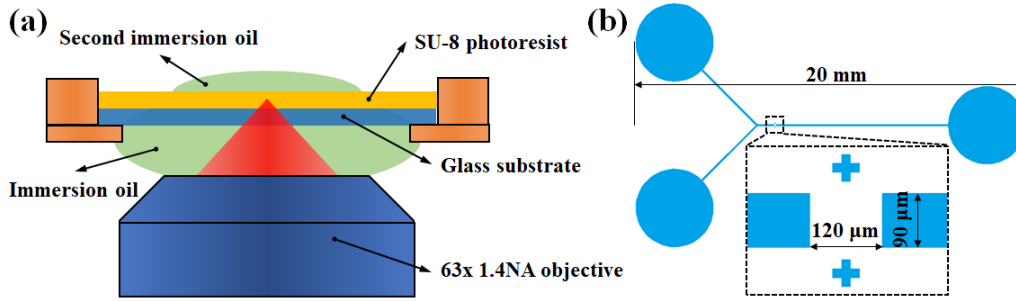 (a)
Second immersion oil
SU-8 photoresist
Glass substrate
Immersion oil
63x 1.4NA objective
(b)
20 mm
120 μm
90 μm